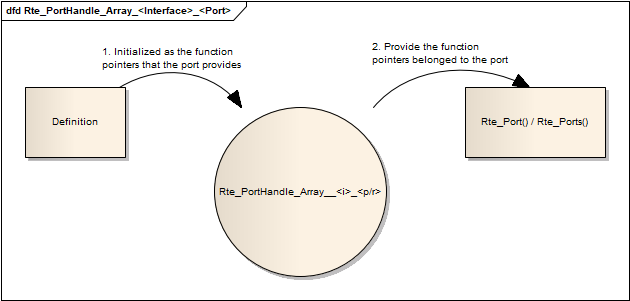 dfd Rte_PortHandle_Array_<Interface>_<Port>
1. Initialized as the function
pointers that the port provides
2. Provide the function
pointers belonged to the port
Definition
Rte_Port() / Rte_Ports()
Rte_PortHandle_Array__<i>_<p/r>